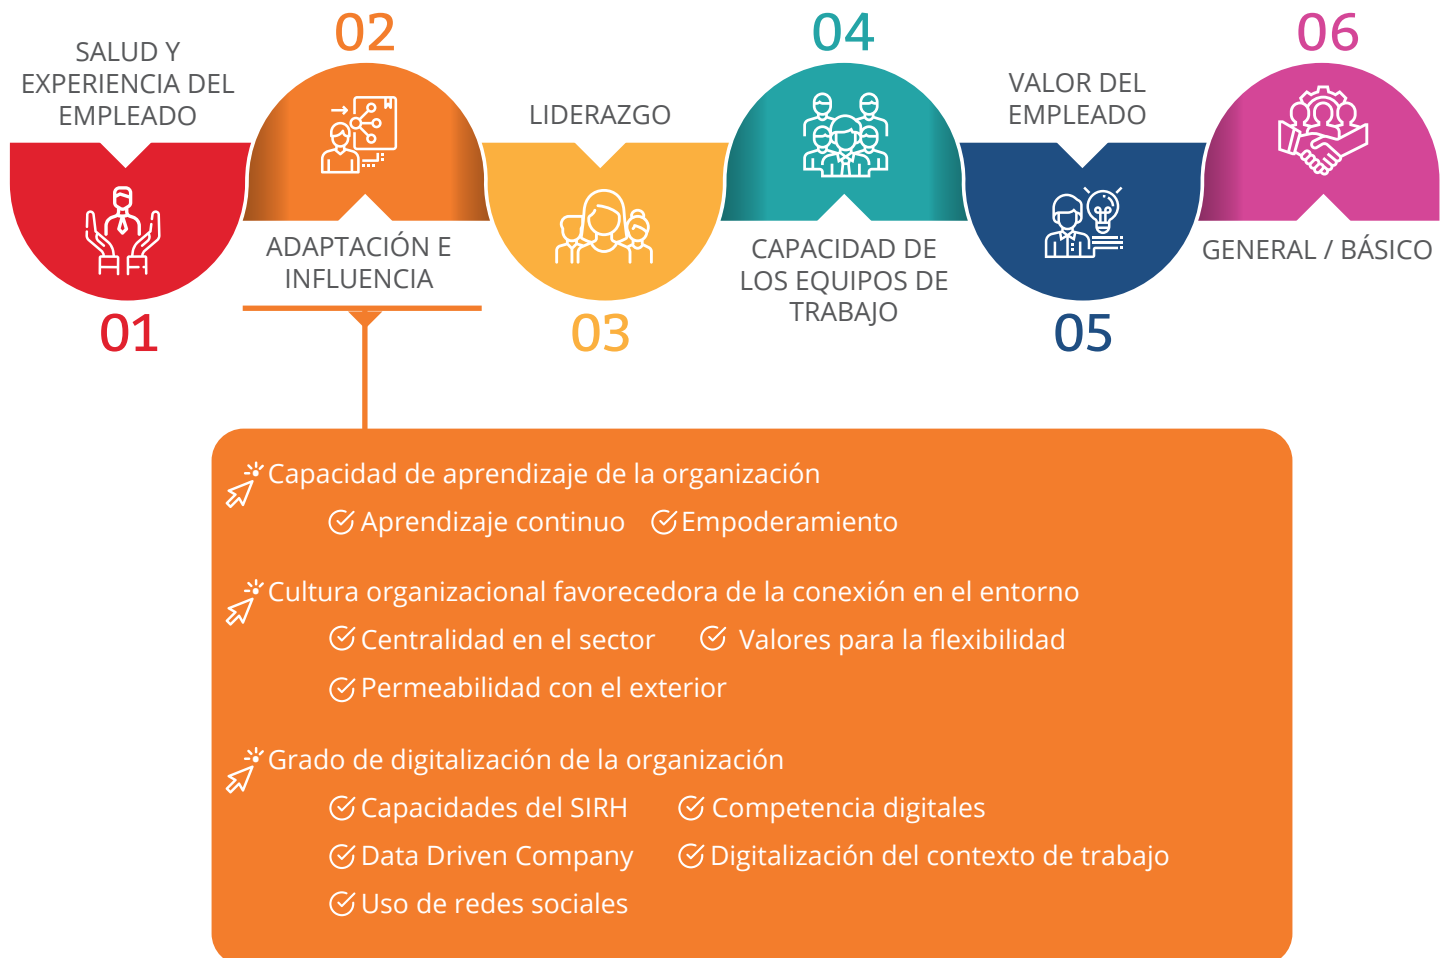 01
SALUD Y
EXPERIENCIA DEL
EMPLEADO
02
ADAPTACIÓN E
INFLUENCIA
03
LIDERAZGO
04
CAPACIDAD DE
LOS EQUIPOS DE
TRABAJO
05
VALOR DEL
EMPLEADO
06
GENERAL / BÁSICO
Capacidad de aprendizaje de la organización
Aprendizaje continuo Empoderamiento
Cultura organizacional favorecedora de la conexión en el entorno
Centralidad en el sector Valores para la flexibilidad
Permeabilidad con el exterior
Grado de digitalización de la organización
Capacidades del SIRH Competencia digitales
Data Driven Company Digitalización del contexto de trabajo
Uso de redes sociales